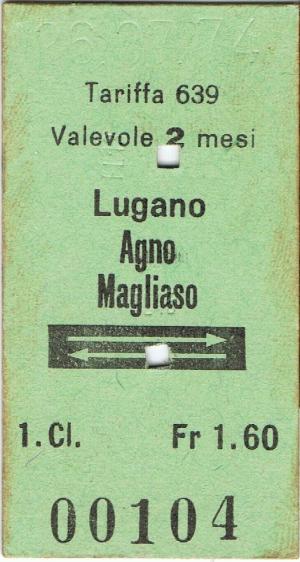 Tariffa 639
Valevole 2 mesi
Lugano
Agno
Magliaso
1. Cl. Fr 1.60
00104